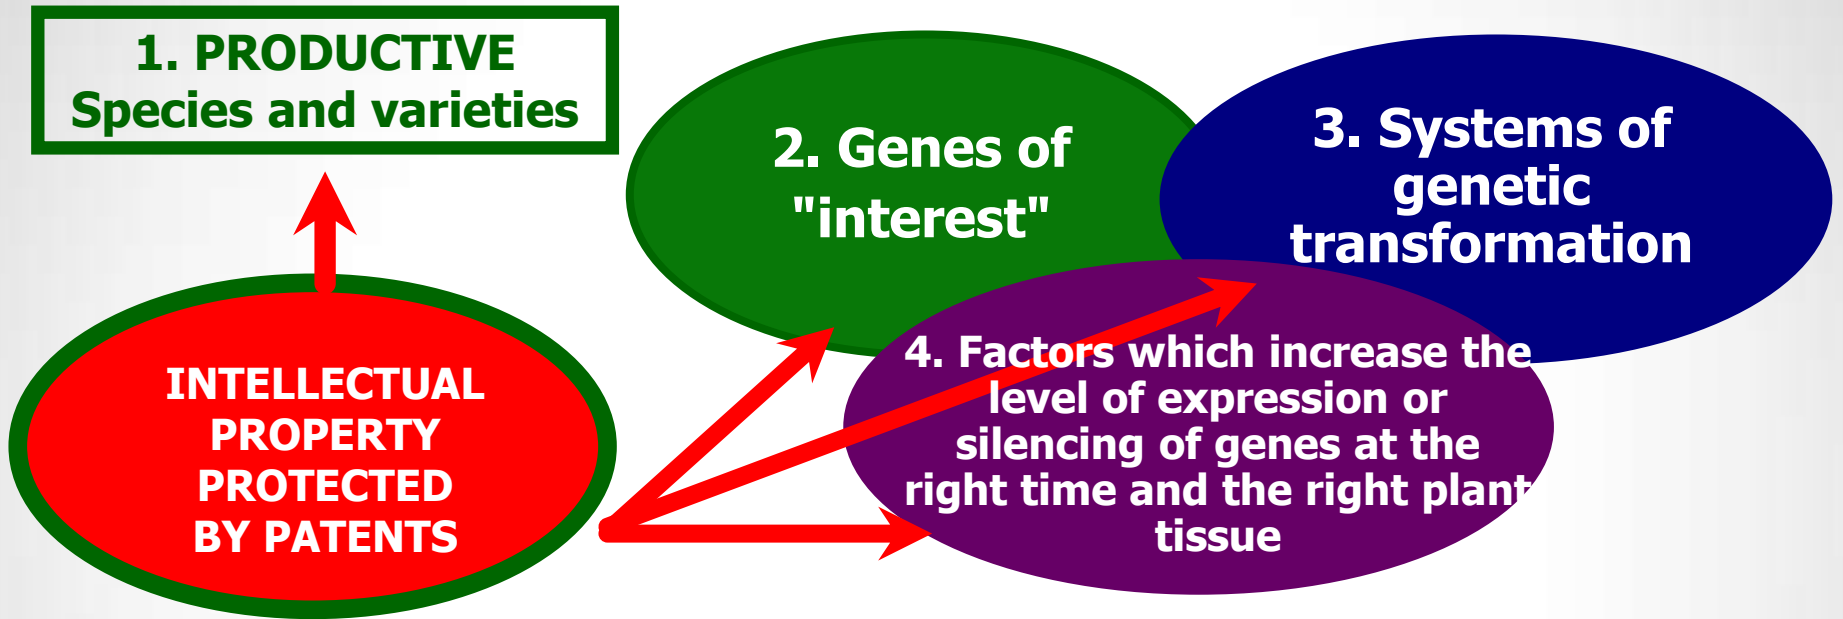 1. PRODUCTIVE
Species and varieties
INTELLECTUAL
PROPERTY
PROTECTED
BY PATENTS
2. Genes of
"interest"
3. Systems of
genetic
transformation
4. Factors which increase the
level of expression or
silencing of genes at the
right time and the right plant
tissue